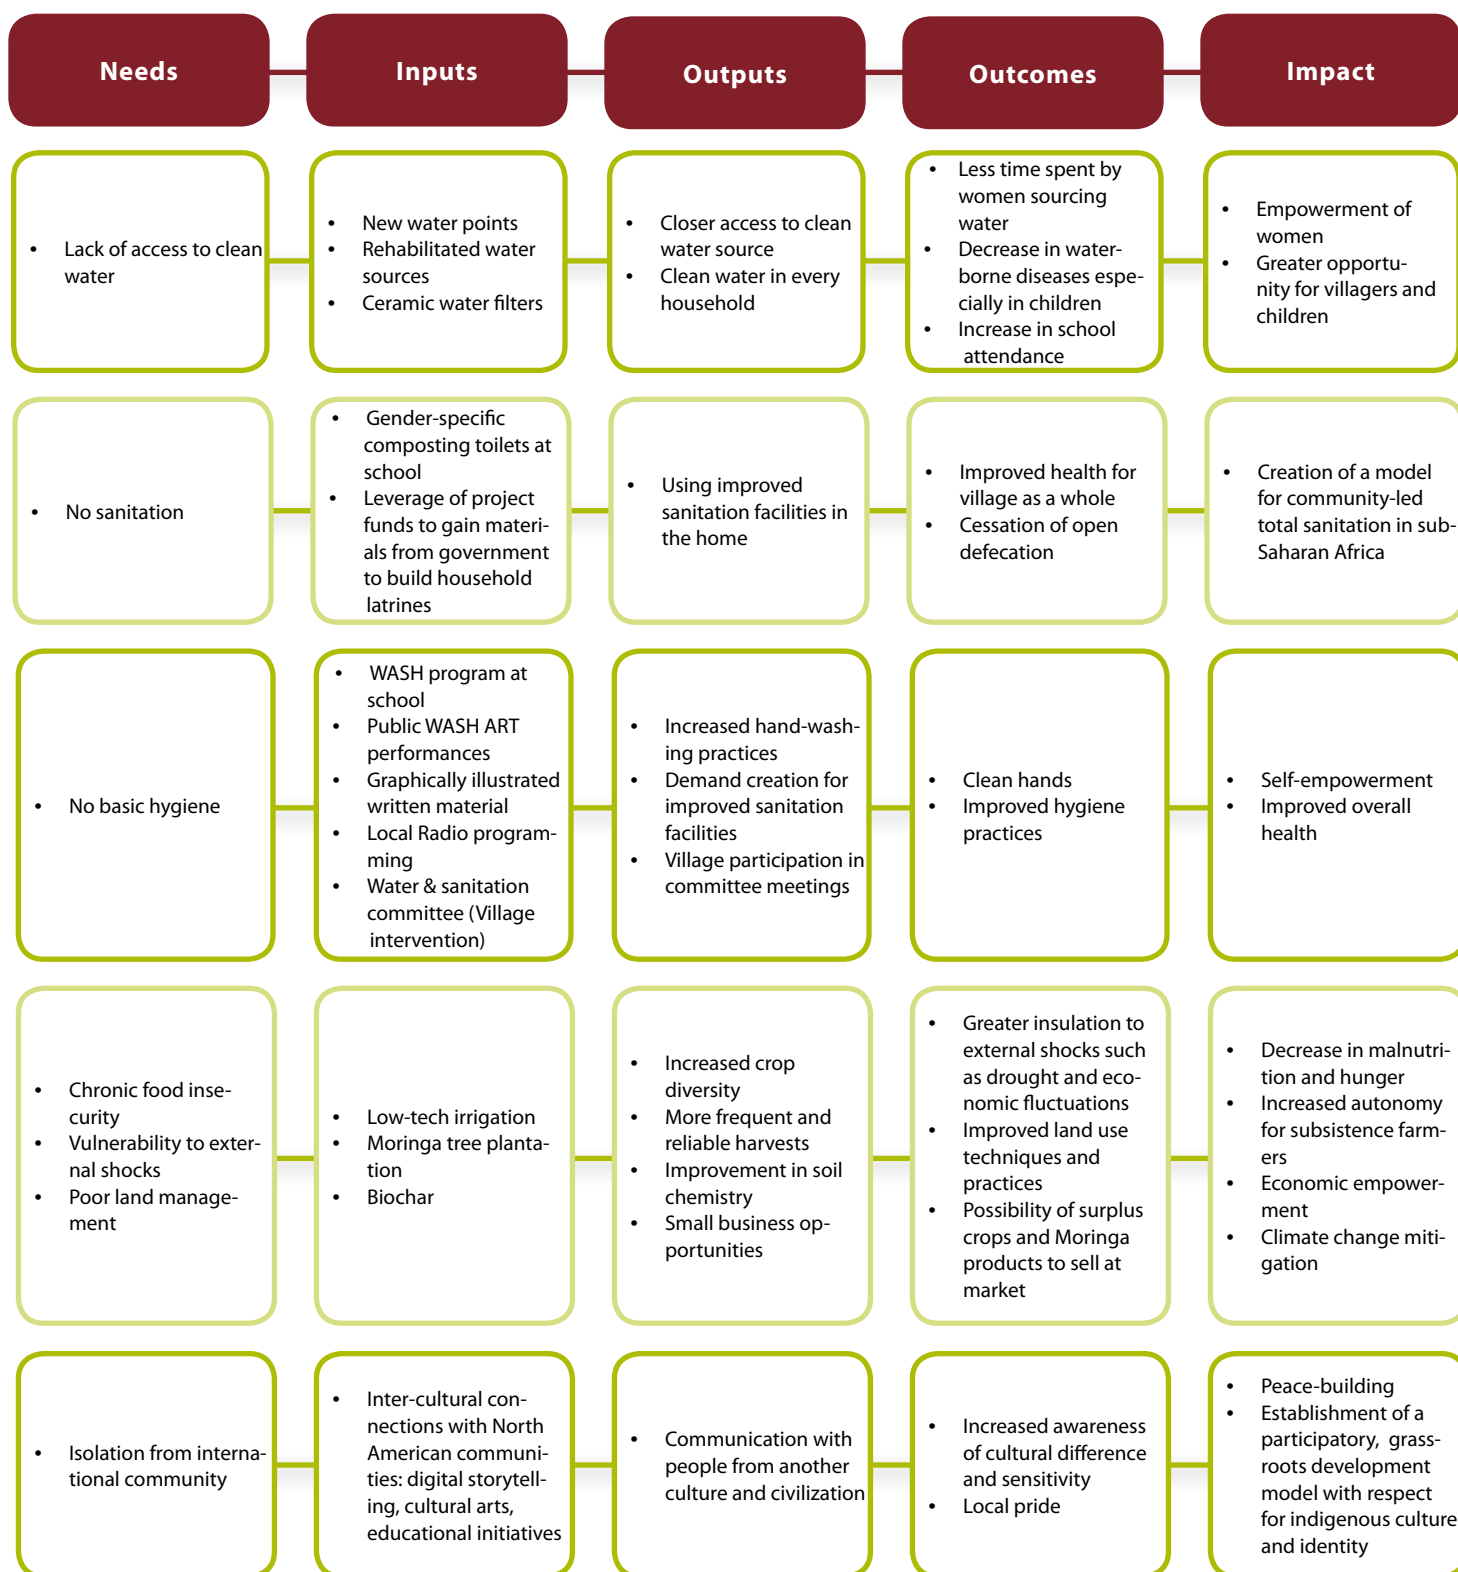 Needs
Inputs
Outputs
Outcomes
Impact
• Lack of access to clean
water
• New water points
• Rehabilitated water
sources
• Ceramic water filters
• Closer access to clean
water source
• Clean water in every
household
• Less time spent by
women sourcing
water
• Decrease in water-
borne diseases espe-
cially in children
• Increase in school
attendance
• Empowerment of
women
• Greater opportu-
nity for villagers and
children
• No sanitation
• Gender-specific
composting toilets at
school
• Leverage of project
funds to gain materi-
als from government
to build household
latrines
• Using improved
sanitation facilities in
the home
• Improved health for
village as a whole
• Cessation of open
defecation
• Creation of a model
for community-led
total sanitation in sub-
Saharan Africa
• No basic hygiene
• WASH program at
school
• Public WASH ART
performances
• Graphically illustrated
written material
• Local Radio program-
ming
• Water & sanitation
committee (Village
intervention)
• Increased hand-wash-
ing practices
• Demand creation for
improved sanitation
facilities
• Village participation in
committee meetings
• Clean hands
• Improved hygiene
practices
• Self-empowerment
• Improved overall
health
• Chronic food inse-
curity
• Vulnerability to exter-
nal shocks
• Poor land manage-
ment
• Low-tech irrigation
• Moringa tree planta-
tion
• Biochar
• Increased crop
diversity
• More frequent and
reliable harvests
• Improvement in soil
chemistry
• Small business op-
portunities
• Greater insulation to
external shocks such
as drought and eco-
nomic fluctuations
• Improved land use
techniques and
practices
• Possibility of surplus
crops and Moringa
products to sell at
market
• Decrease in malnutri-
tion and hunger
• Increased autonomy
for subsistence farm-
ers
• Economic empower-
ment
• Climate change miti-
gation
• Isolation from interna-
tional community
• Inter-cultural con-
nections with North
American communi-
ties: digital storytell-
ing, cultural arts,
educational initiatives
• Communication with
people from another
culture and civilization
• Increased awareness
of cultural difference
and sensitivity
• Local pride
• Peace-building
• Establishment of a
participatory, grass-
roots development
model with respect
for indigenous culture
and identity